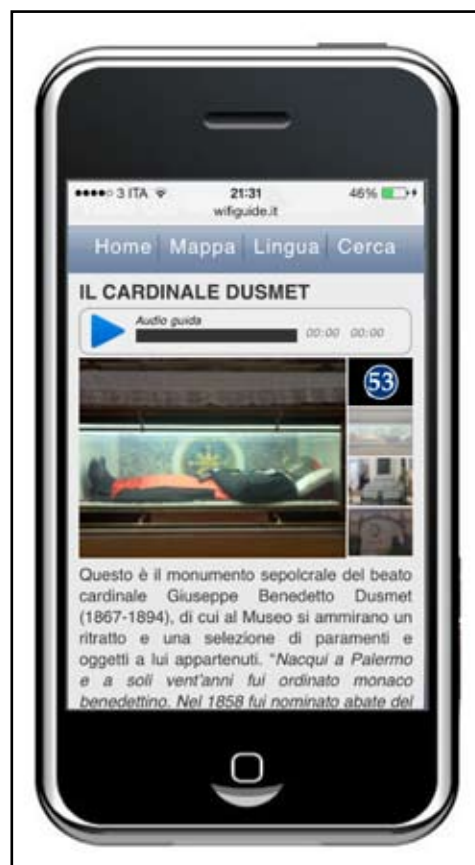 3 ITA 21:31 46%
wifiguide.it
Home Mappa Lingua Cerca
IL CARDINALE DUSMET
Audio guida
00:00 00:00
53
Questo è il monumento sepolcrale del beato
cardinale Giuseppe Benedetto Dusmet
(1867-1894), di cui al Museo si ammirano un
ritratto e una selezione di paramenti e
oggetti a lui appartenuti. "Nacqui a Palermo
e a soli vent'anni fui ordinato monaco
benedettino. Nel 1858 fui nominato abate del